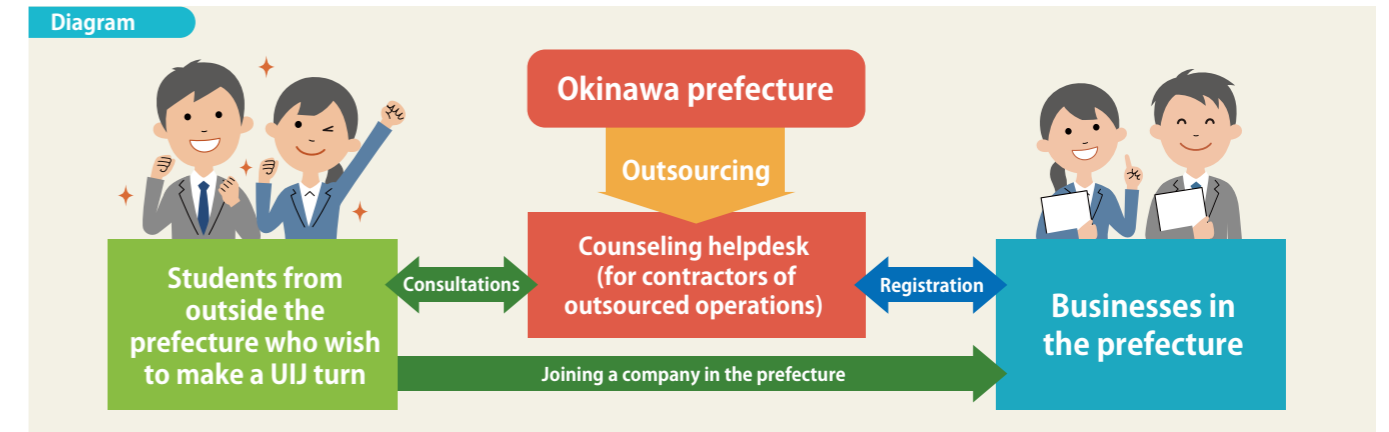 Diagram
Okinawa prefecture
Outsourcing
Students from
outside the
prefecture who wish
to make a UIJ turn
Consultations
Counseling helpdesk
(for contractors of
outsourced operations)
Registration
Businesses in
the prefecture
Joining a company in the prefecture